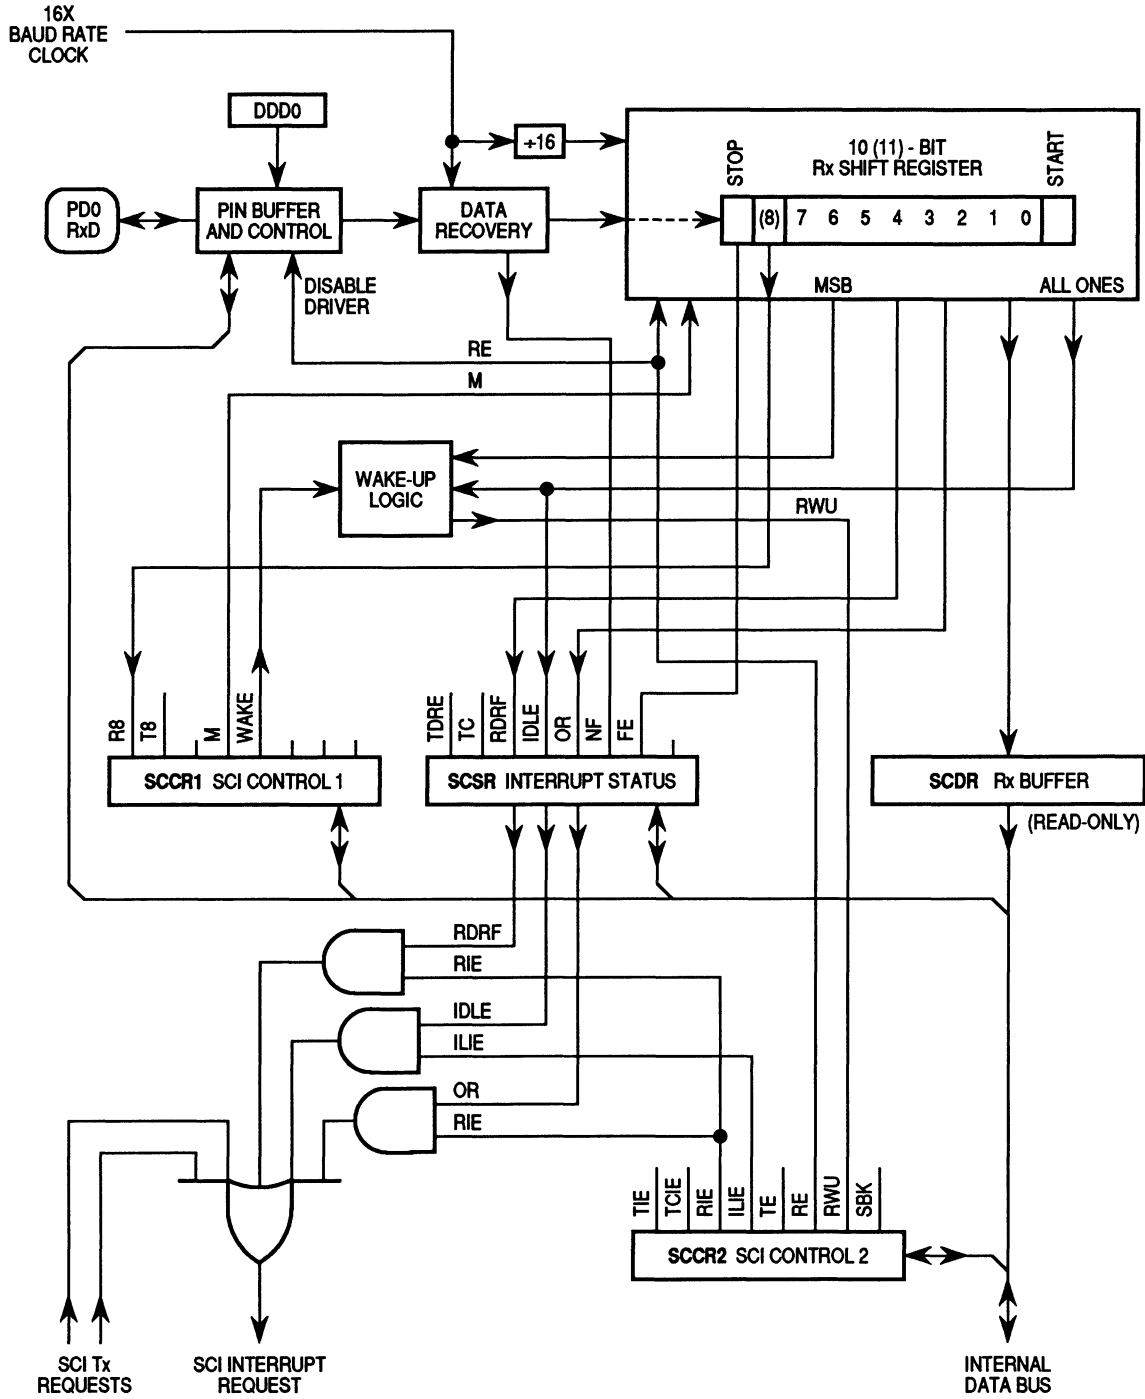 16X
BAUD RATE
CLOCK
DDD0
÷16
10 (11) - BIT
Rx SHIFT REGISTER
STOP
START
PD0
RxD
PIN BUFFER
AND CONTROL
DATA
RECOVERY
(8) 7 6 5 4 3 2 1 0
DISABLE
DRIVER
MSB
ALL ONES
RE
M
WAKE-UP
LOGIC
RWU
R8
T8
M
WAKE
TDRE
TC
RDRF
IDLE
OR
NF
FE
SCCR1 SCI CONTROL 1
SCSR INTERRUPT STATUS
SCDR Rx BUFFER
(READ-ONLY)
RDRF
RIE
IDLE
ILIE
OR
RIE
TIE
TCIE
RIE
ILIE
TE
RE
RWU
SBK
SCCR2 SCI CONTROL 2
SCI Tx
REQUESTS
SCI INTERRUPT
REQUEST
INTERNAL
DATA BUS